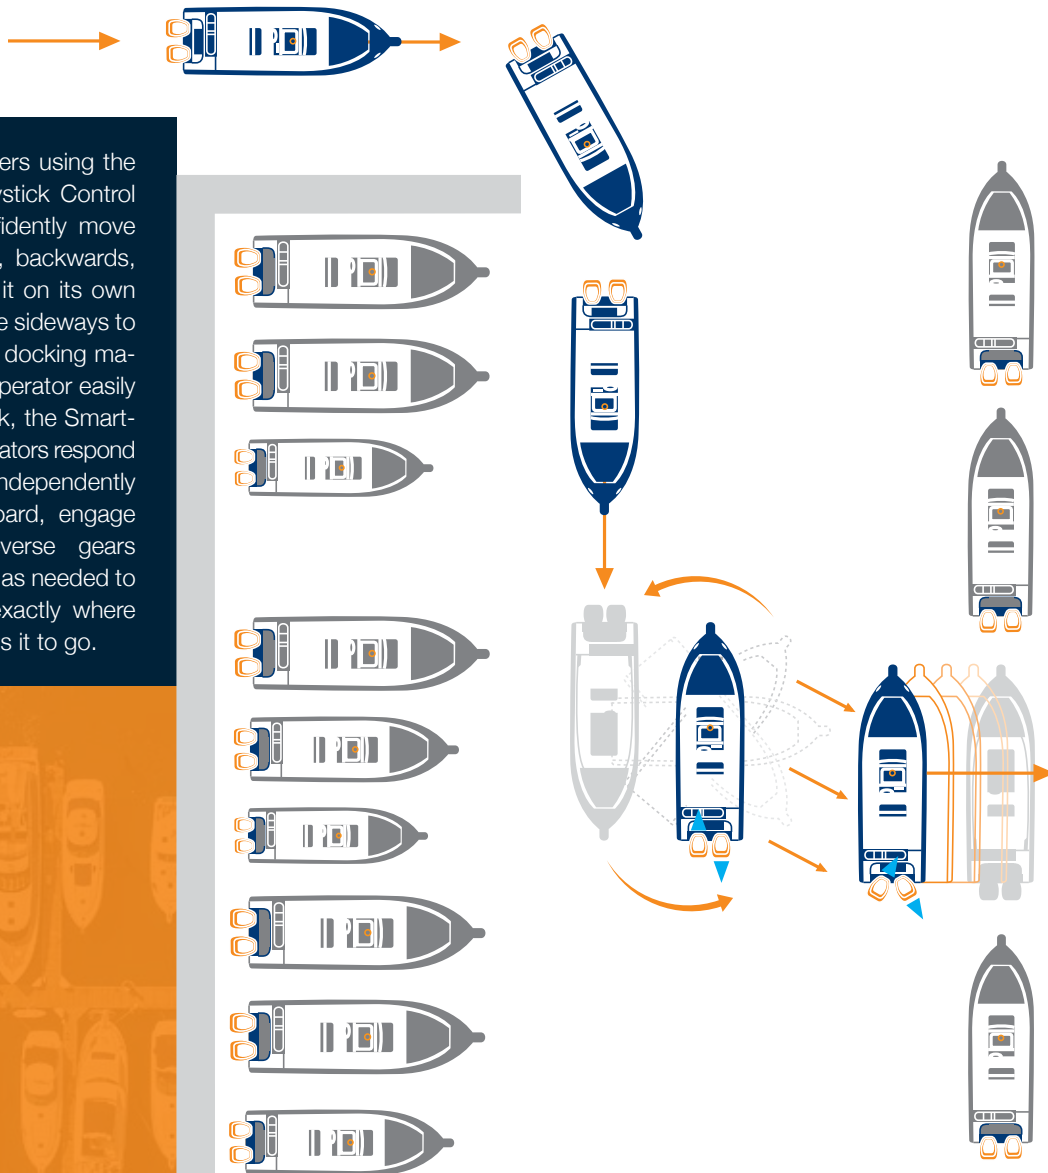 ers using the
stick Control
fidently move
, backwards,
it on its own
e sideways to
docking ma-
perator easily
k, the Smart-
ators respond
ndependently
oard, engage
verse gears
as needed to
exactly where
s it to go.